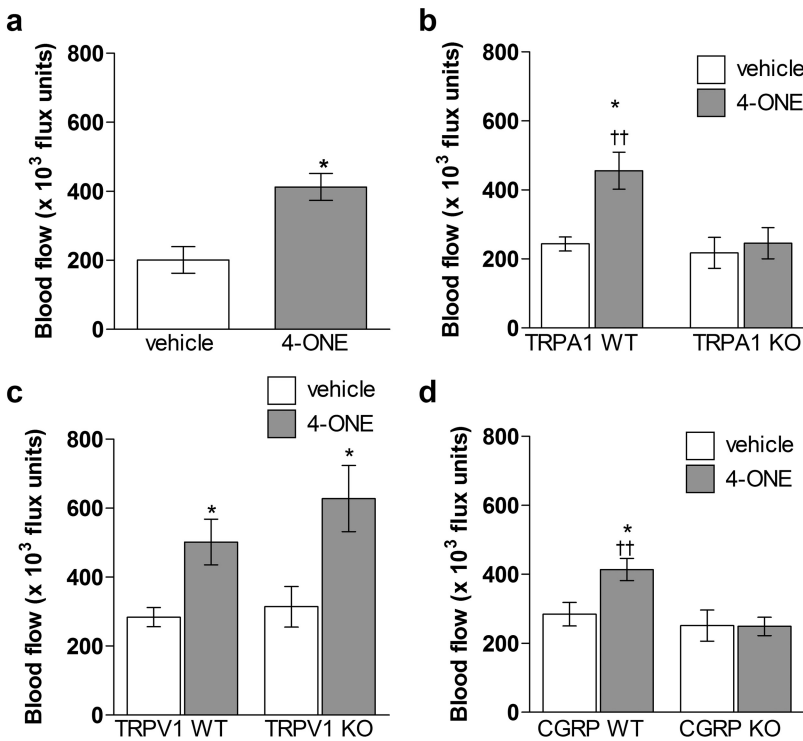 a
Blood flow (x 10³ flux units)
800
600
400
200
0
*
vehicle
4-ONE
b
Blood flow (x 10³ flux units)
800
600
400
200
0
vehicle
4-ONE
*
††
TRPA1 WT
TRPA1 KO
c
Blood flow (x 10³ flux units)
800
600
400
200
0
vehicle
4-ONE
*
*
TRPV1 WT
TRPV1 KO
d
Blood flow (x 10³ flux units)
800
600
400
200
0
vehicle
4-ONE
*
††
CGRP WT
CGRP KO